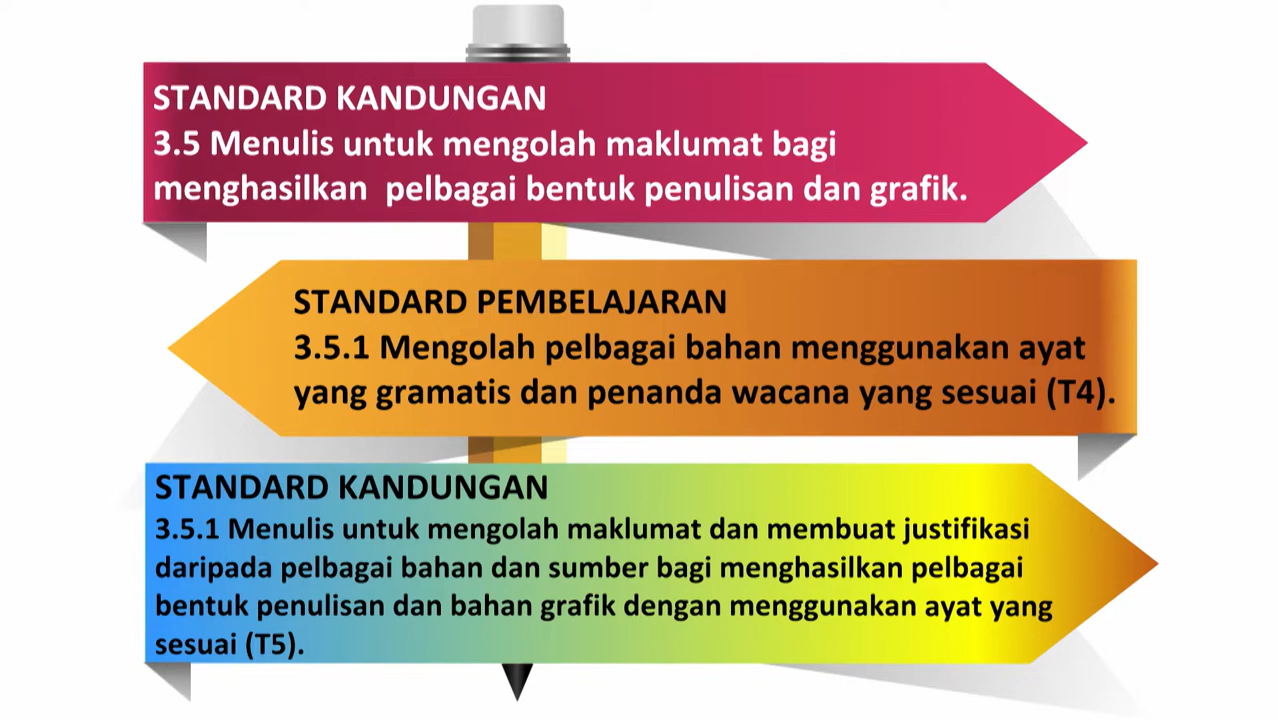 STANDARD KANDUNGAN
3.5 Menulis untuk mengolah maklumat bagi
menghasilkan pelbagai bentuk penulisan dan grafik.
STANDARD PEMBELAJARAN
3.5.1 Mengolah pelbagai bahan menggunakan ayat
yang gramatis dan penanda wacana yang sesuai (T4).
STANDARD KANDUNGAN
3.5.1 Menulis untuk mengolah maklumat dan membuat justifikasi
daripada pelbagai bahan dan sumber bagi menghasilkan pelbagai
bentuk penulisan dan bahan grafik dengan menggunakan ayat yang
sesuai (T5).